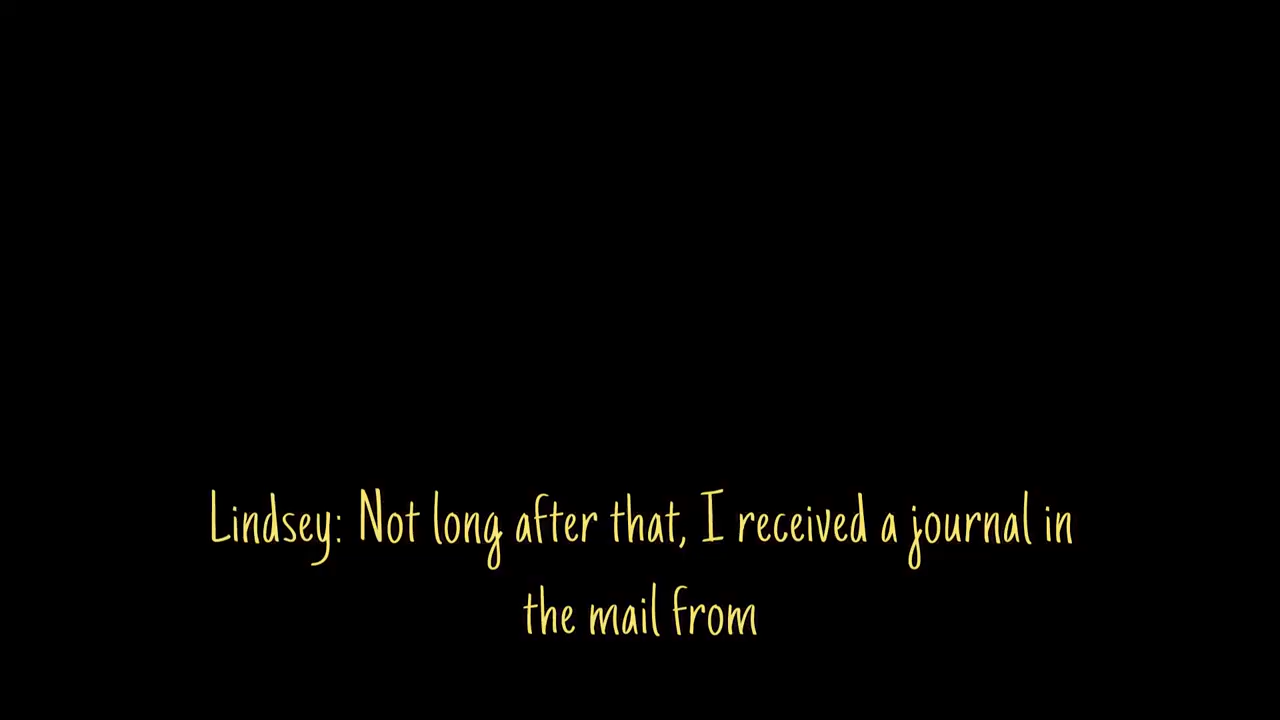 Lindsey: Not long after that, I received a journal in
the mail from